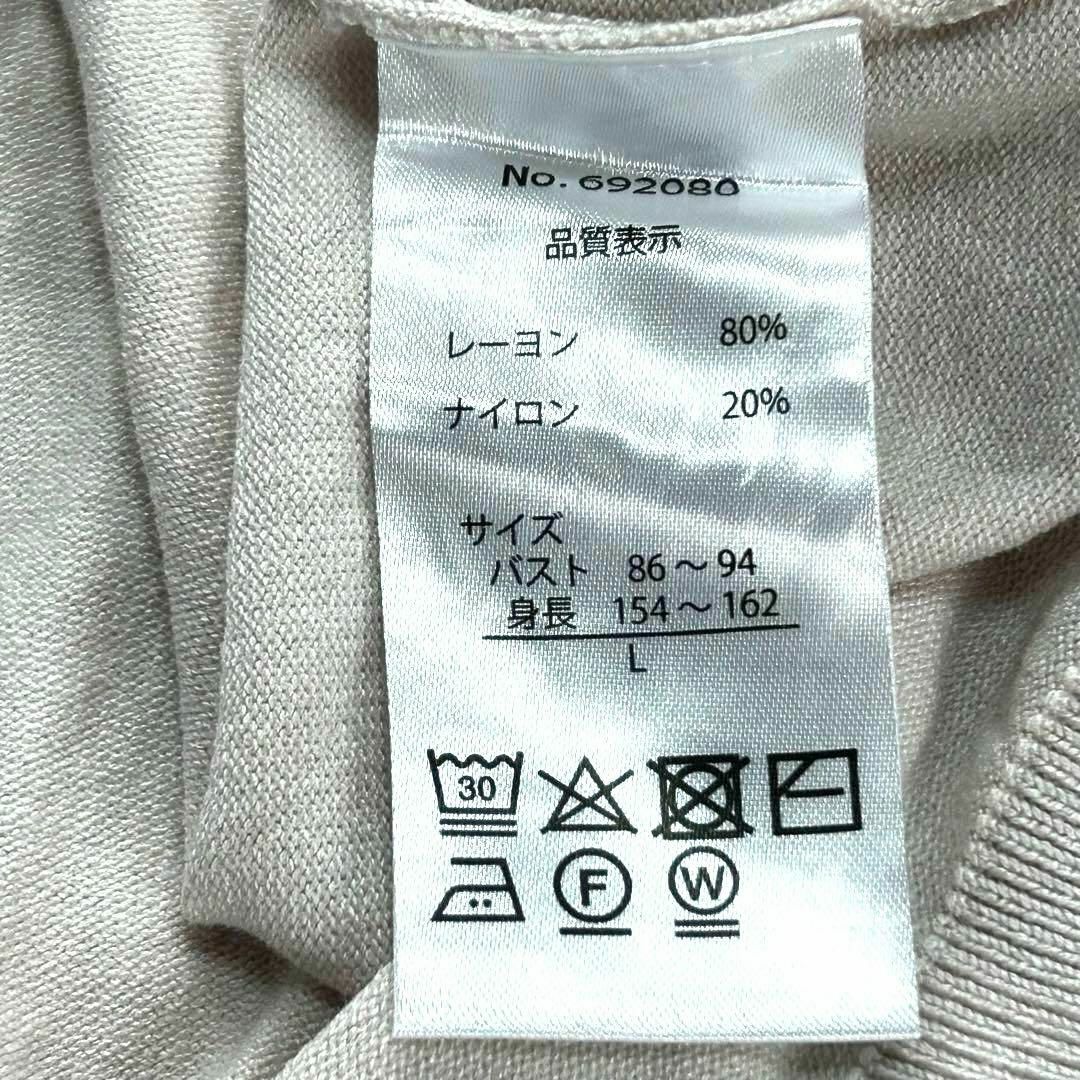 No. 692080
品質表示
レーヨン 80%
ナイロン 20%
サイズ
バスト 86～94
身長 154～162
L
30
F W